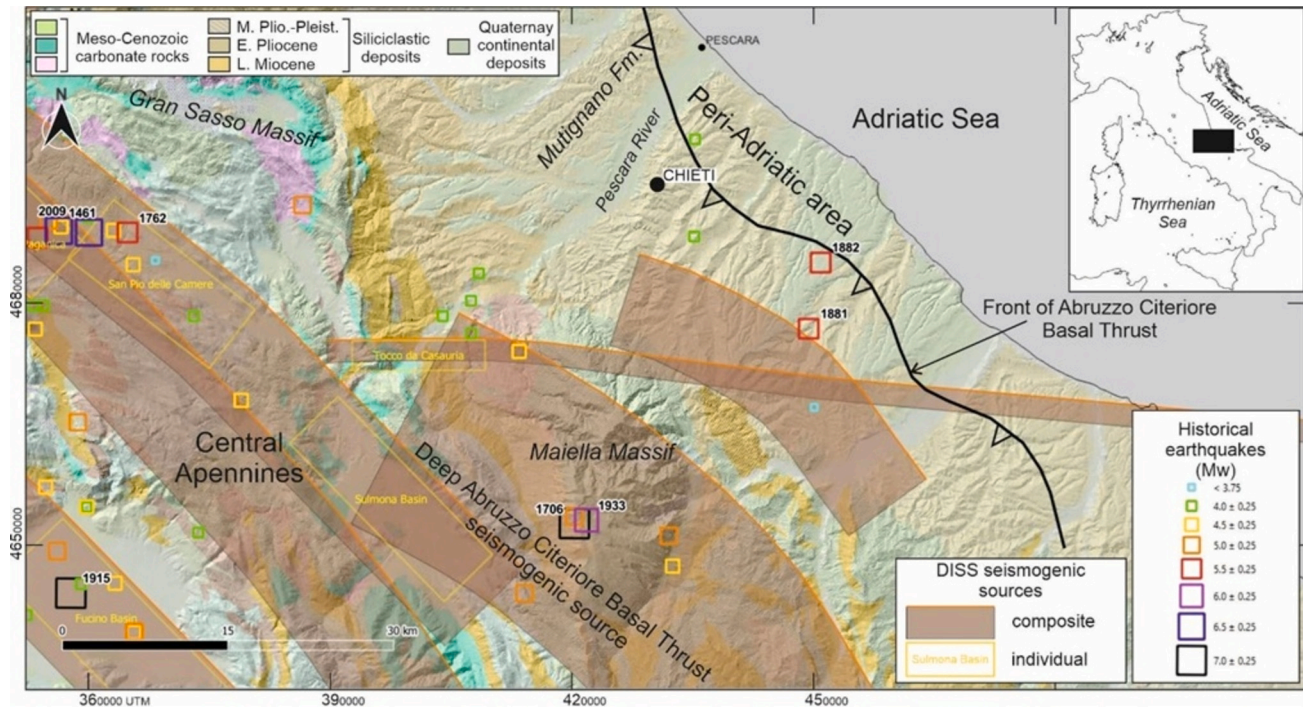 Meso-Cenozoic
carbonate rocks
M. Plio.-Pleist.
E. Pliocene
L. Miocene
Siliciclastic
deposits
Quaternay
continental
deposits
N
Gran Sasso Massif
Mutignano Fm.
Pescara River
PESCARA
Peri-Adriatic area
CHIETI
Adriatic Sea
Adriatic
Sea
Thyrrhenian
Sea
2009
1461
1762
San Pio delle Camere
1882
1881
Front of Abruzzo Citeriore
Basal Thrust
Tocco da Casauria
Central
Apennines
Maiella Massif
Deep Abruzzo Citeriore Basal Thrust
seismogenic source
Sulmona Basin
1706
1933
1915
Fucino Basin
0
15
30 km
4680000
4650000
360000 UTM
390000
420000
450000
DISS seismogenic
sources
composite
Sulmona Basin
individual
Historical
earthquakes
(Mw)
< 3.75
4.0 ± 0.25
4.5 ± 0.25
5.0 ± 0.25
5.5 ± 0.25
6.0 ± 0.25
6.5 ± 0.25
7.0 ± 0.25